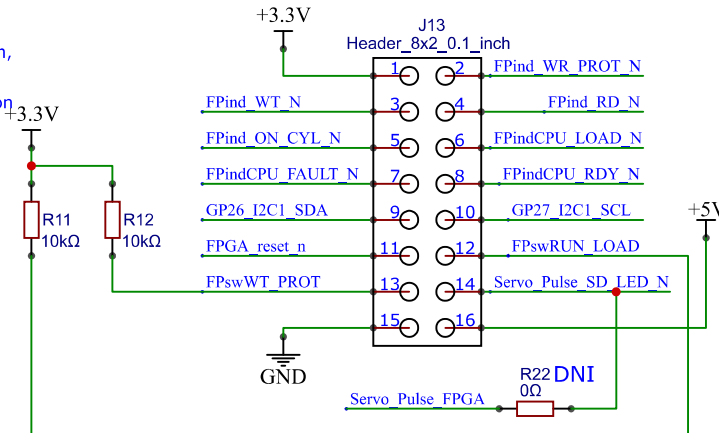 +3.3V
J13
Header_8x2_0.1_inch
n,
on
+3.3V
1
2
FPind_WR_PROT_N
FPind_WT_N
3
4
FPind_RD_N
FPind_ON_CYL_N
5
6
FPindCPU_LOAD_N
FPindCPU_FAULT_N
7
8
FPindCPU_RDY_N
GP26_I2C1_SDA
9
10
GP27_I2C1_SCL
+5V
R11
10kΩ
R12
10kΩ
FPGA_reset_n
11
12
FPswRUN_LOAD
FPswWT_PROT
13
14
Servo_Pulse_SD_LED_N
15
16
GND
R22 DNI
0Ω
Servo_Pulse_FPGA